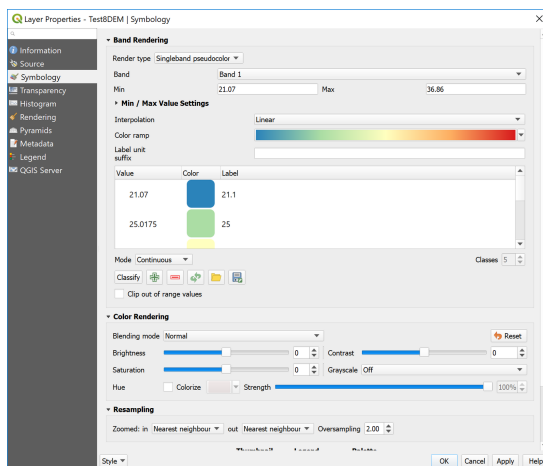 Layer Properties - Test8DEM | Symbology
Information
Source
Symbology
Transparency
Histogram
Rendering
Pyramids
Metadata
Legend
QGIS Server
Band Rendering
Render type Singleband pseudocolor
Band Band 1
Min 21.07 Max 36.86
Min / Max Value Settings
Interpolation Linear
Color ramp
Label unit
suffix
Value Color Label
21.07 21.1
25.0175 25
Mode Continuous Classes 5
Classify
Clip out of range values
Color Rendering
Blending mode Normal Reset
Brightness 0 Contrast 0
Saturation 0 Grayscale Off
Hue Colorize Strength 100%
Resampling
Zoomed: in Nearest neighbour out Nearest neighbour Oversampling 2.00
Thumbnail Legend Palette
Style OK Cancel Apply Help